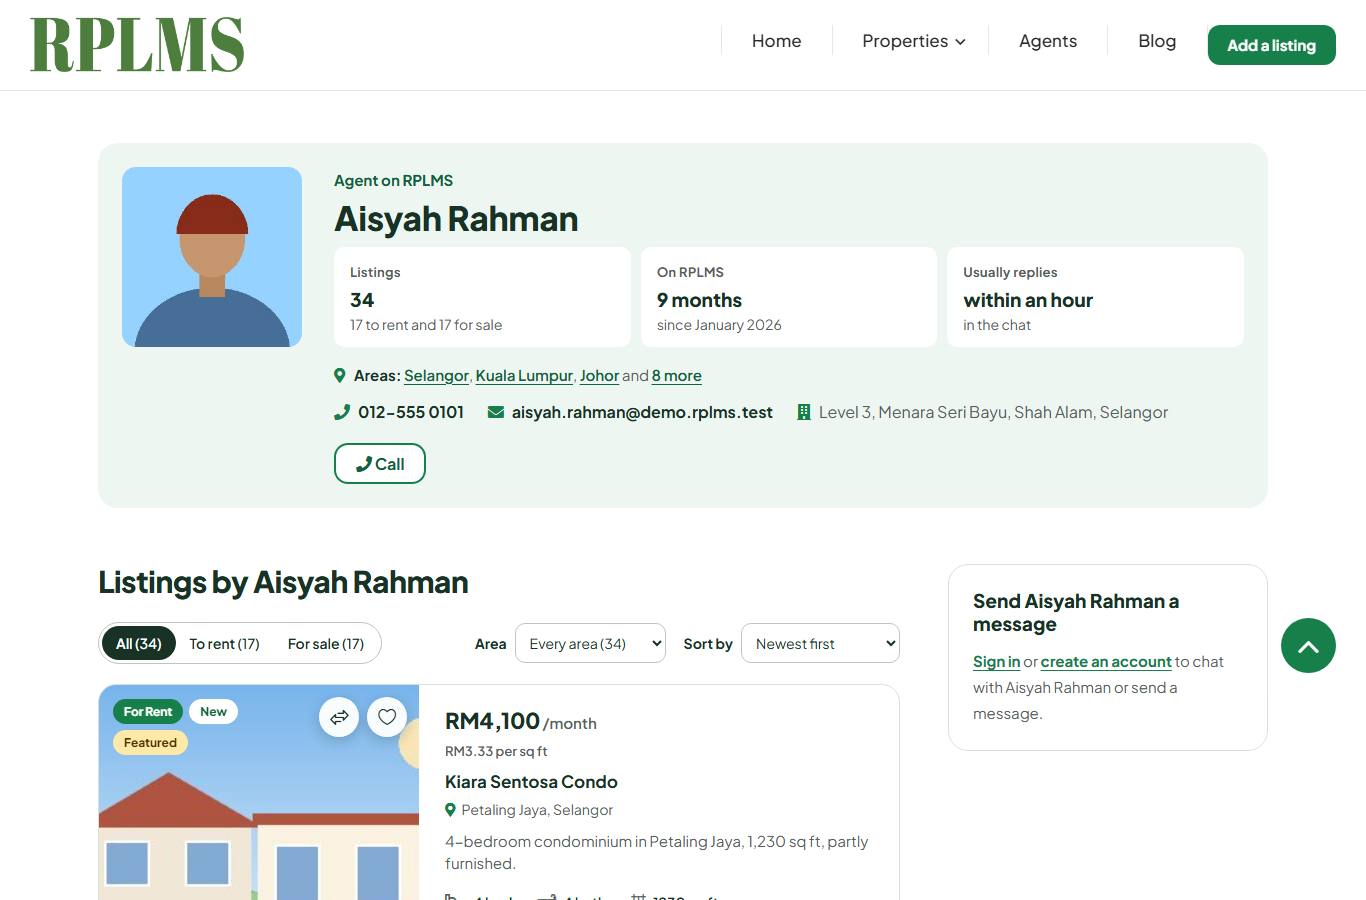 RPLMS
Home
Properties
Agents
Blog
Add a listing
Agent on RPLMS
Aisyah Rahman
Listings
34
17 to rent and 17 for sale
On RPLMS
9 months
since January 2026
Usually replies
within an hour
in the chat
Areas: Selangor, Kuala Lumpur, Johor and 8 more
012-555 0101
aisyah.rahman@demo.rplms.test
Level 3, Menara Seri Bayu, Shah Alam, Selangor
Call
Listings by Aisyah Rahman
All (34)
To rent (17)
For sale (17)
Area
Every area (34)
Sort by
Newest first
Send Aisyah Rahman a
message
Sign in or create an account to chat
with Aisyah Rahman or send a
message.
For Rent
New
Featured
RM4,100 /month
RM3.33 per sq ft
Kiara Sentosa Condo
Petaling Jaya, Selangor
4-bedroom condominium in Petaling Jaya, 1,230 sq ft, partly
furnished.